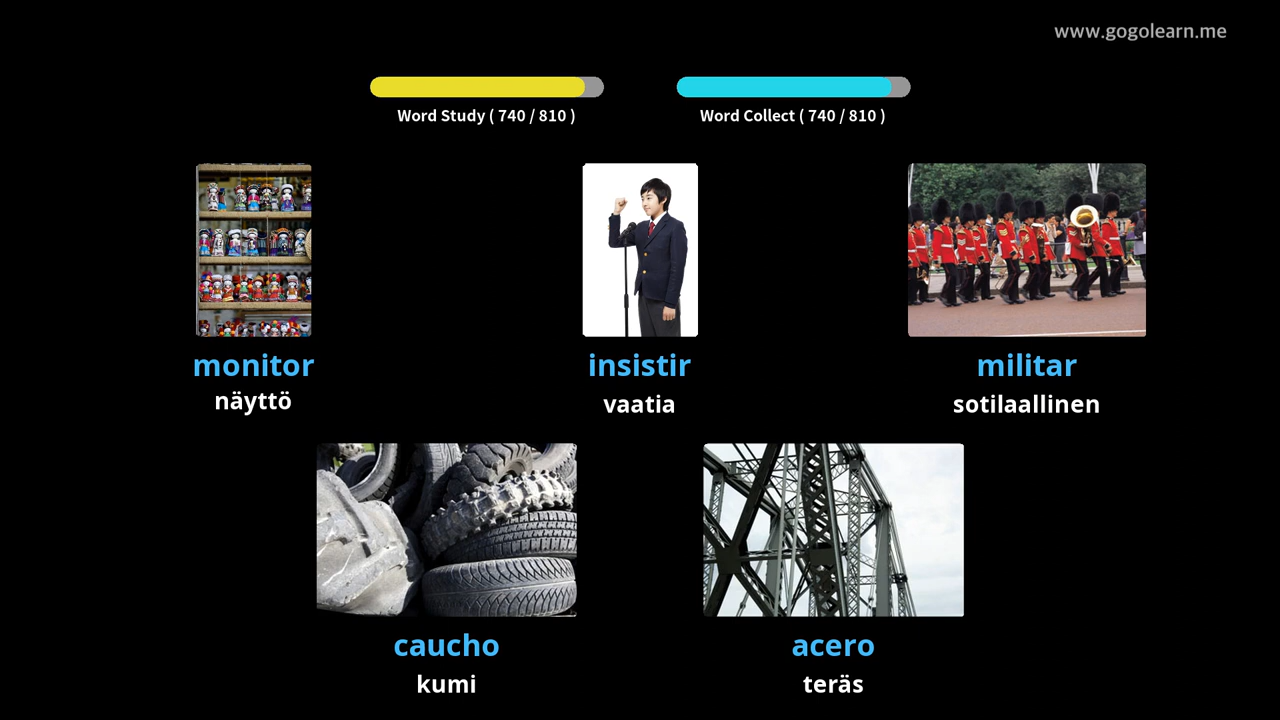 www.gogolearn.me
Word Study ( 740 / 810 )
Word Collect ( 740 / 810 )
monitor
näyttö
insistir
vaatia
militar
sotilaallinen
caucho
kumi
acero
teräs